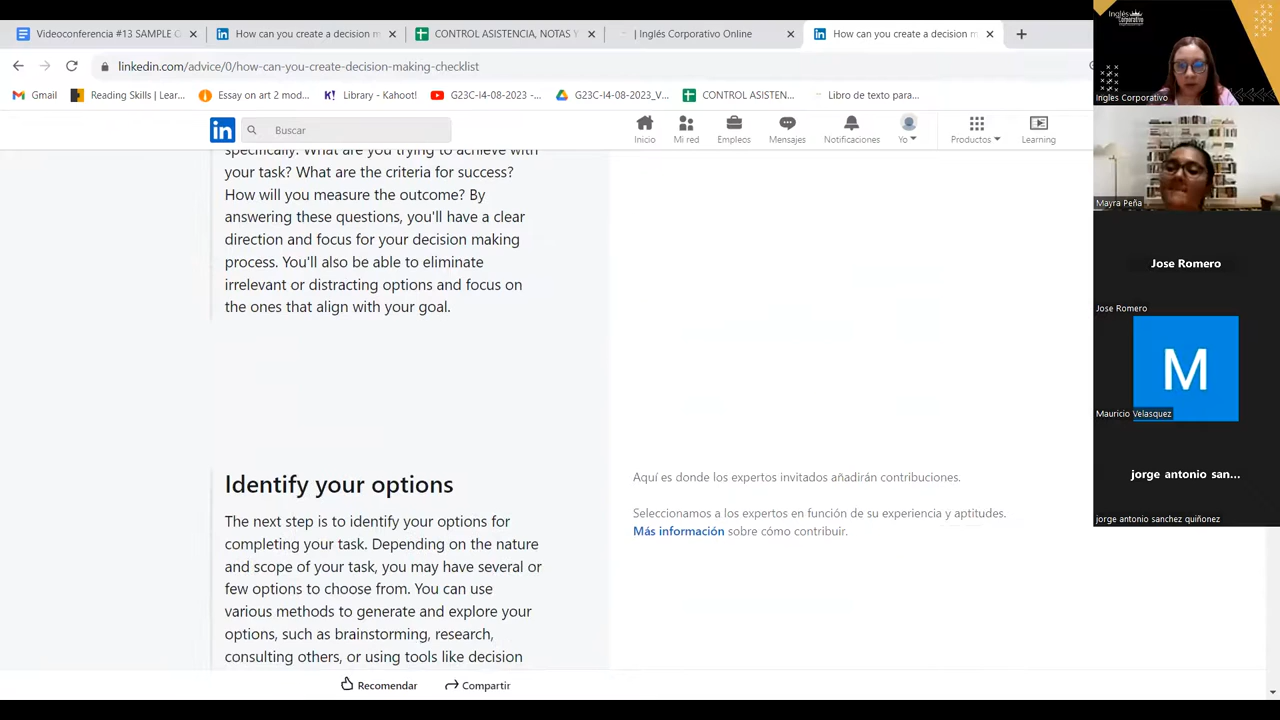 Videoconferencia #13 SAMPLE C
How can you create a decision m
CONTROL ASISTENCIA, NOTAS Y
| Inglés Corporativo Online
How can you create a decision m
linkedin.com/advice/0/how-can-you-create-decision-making-checklist
Gmail
Reading Skills | Lear...
Essay on art 2 mod...
Library - Kah...
G23C-I4-08-2023 -...
G23C-I4-08-2023_V...
CONTROL ASISTEN...
Libro de texto para...
in
Buscar
Inicio
Mi red
Empleos
Mensajes
Notificaciones
Yo
Productos
Learning
your task? What are the criteria for success?
How will you measure the outcome? By
answering these questions, you'll have a clear
direction and focus for your decision making
process. You'll also be able to eliminate
irrelevant or distracting options and focus on
the ones that align with your goal.
Identify your options
The next step is to identify your options for
completing your task. Depending on the nature
and scope of your task, you may have several or
few options to choose from. You can use
various methods to generate and explore your
options, such as brainstorming, research,
consulting others, or using tools like decision
Aquí es donde los expertos invitados añadirán contribuciones.
Seleccionamos a los expertos en función de su experiencia y aptitudes.
Más información sobre cómo contribuir.
Recomendar
Compartir
Inglés
Corporativo
Ingles Corporativo
Mayra Peña
Jose Romero
Jose Romero
M
Mauricio Velasquez
jorge antonio san...
jorge antonio sanchez quiñonez